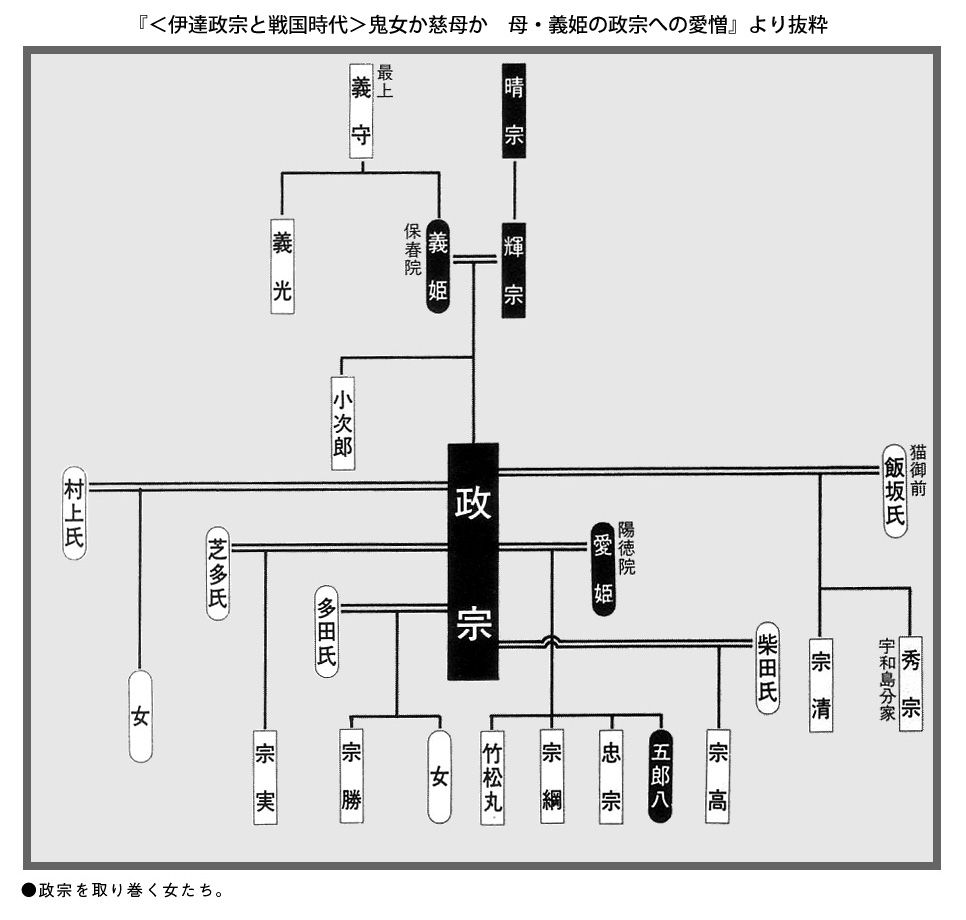 『＜伊達政宗と戦国時代＞鬼女か慈母か　母・義姫の政宗への愛憎』より抜粋
最上
義守
晴宗
義光
保春院
義姫
輝宗
小次郎
政宗
猫御前
飯坂氏
村上氏
芝多氏
陽徳院
愛姫
多田氏
柴田氏
宗清
宇和島分家
秀宗
女
宗実
宗勝
女
竹松丸
宗綱
忠宗
五郎八
宗高
●政宗を取り巻く女たち。